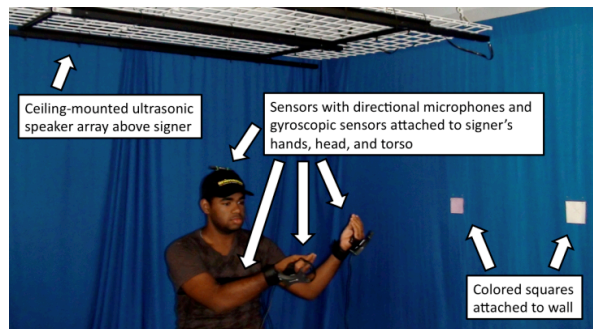 Ceiling-mounted ultrasonic
speaker array above signer
Sensors with directional microphones and
gyroscopic sensors attached to signer's
hands, head, and torso
Colored squares
attached to wall